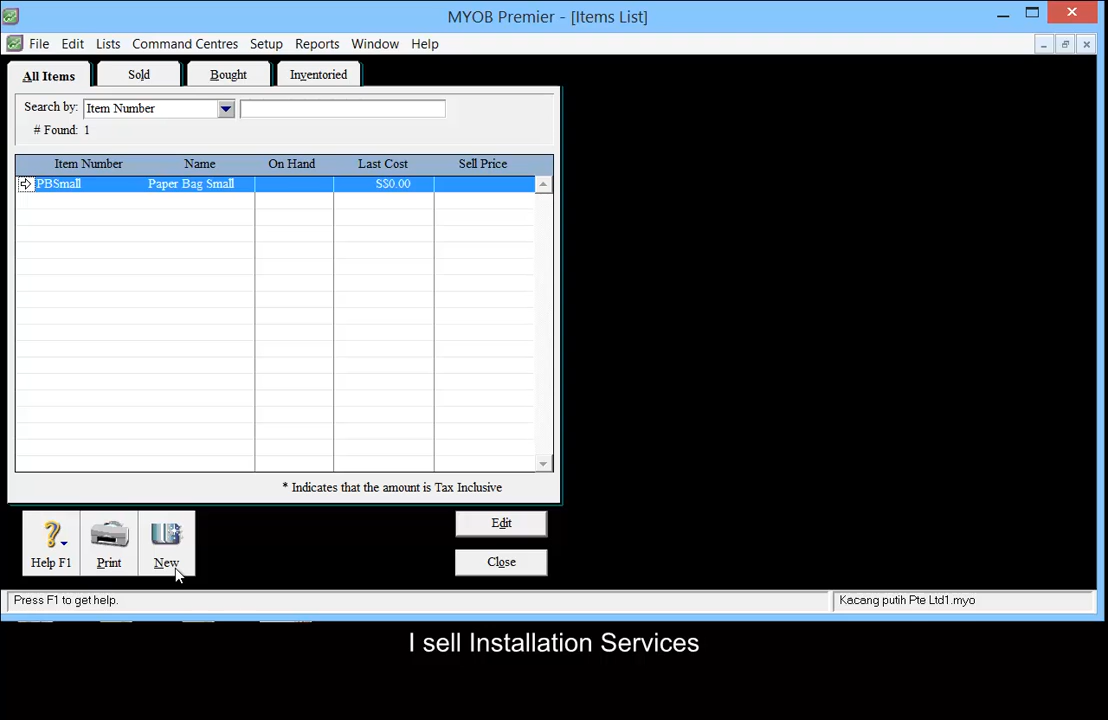 MYOB Premier - [Items List]
File Edit Lists Command Centres Setup Reports Window Help
All Items Sold Bought Inventoried
Search by: Item Number
# Found: 1
Item Number Name On Hand Last Cost Sell Price
PBSmall Paper Bag Small S$0.00
* Indicates that the amount is Tax Inclusive
Help F1 Print New
Edit
Close
Press F1 to get help. Kacang putih Pte Ltd1.myo
I sell Installation Services